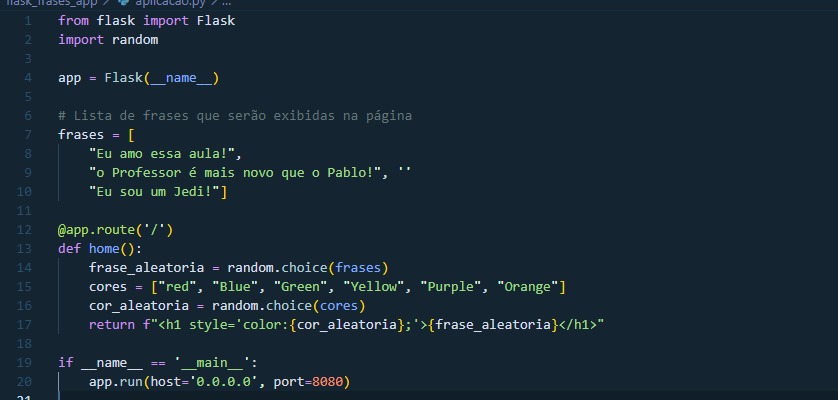 flask_frases_app > aplicacao.py > ...
1 from flask import Flask
2 import random
3
4 app = Flask(__name__)
5
6 # Lista de frases que serão exibidas na página
7 frases = [
8     "Eu amo essa aula!",
9     "o Professor é mais novo que o Pablo!", ''
10     "Eu sou um Jedi!"]
11
12 @app.route('/')
13 def home():
14     frase_aleatoria = random.choice(frases)
15     cores = ["red", "Blue", "Green", "Yellow", "Purple", "Orange"]
16     cor_aleatoria = random.choice(cores)
17     return f"<h1 style='color:{cor_aleatoria};'>{frase_aleatoria}</h1>"
18
19 if __name__ == '__main__':
20     app.run(host='0.0.0.0', port=8080)
21